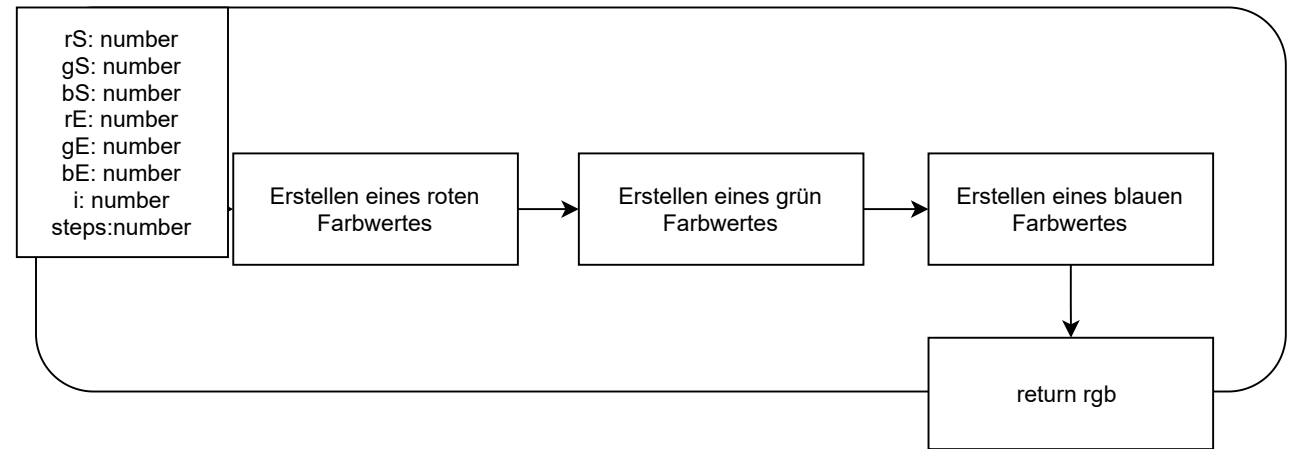 rS: number
gS: number
bS: number
rE: number
gE: number
bE: number
i: number
steps:number
Erstellen eines roten
Farbwertes
Erstellen eines grün
Farbwertes
Erstellen eines blauen
Farbwertes
return rgb